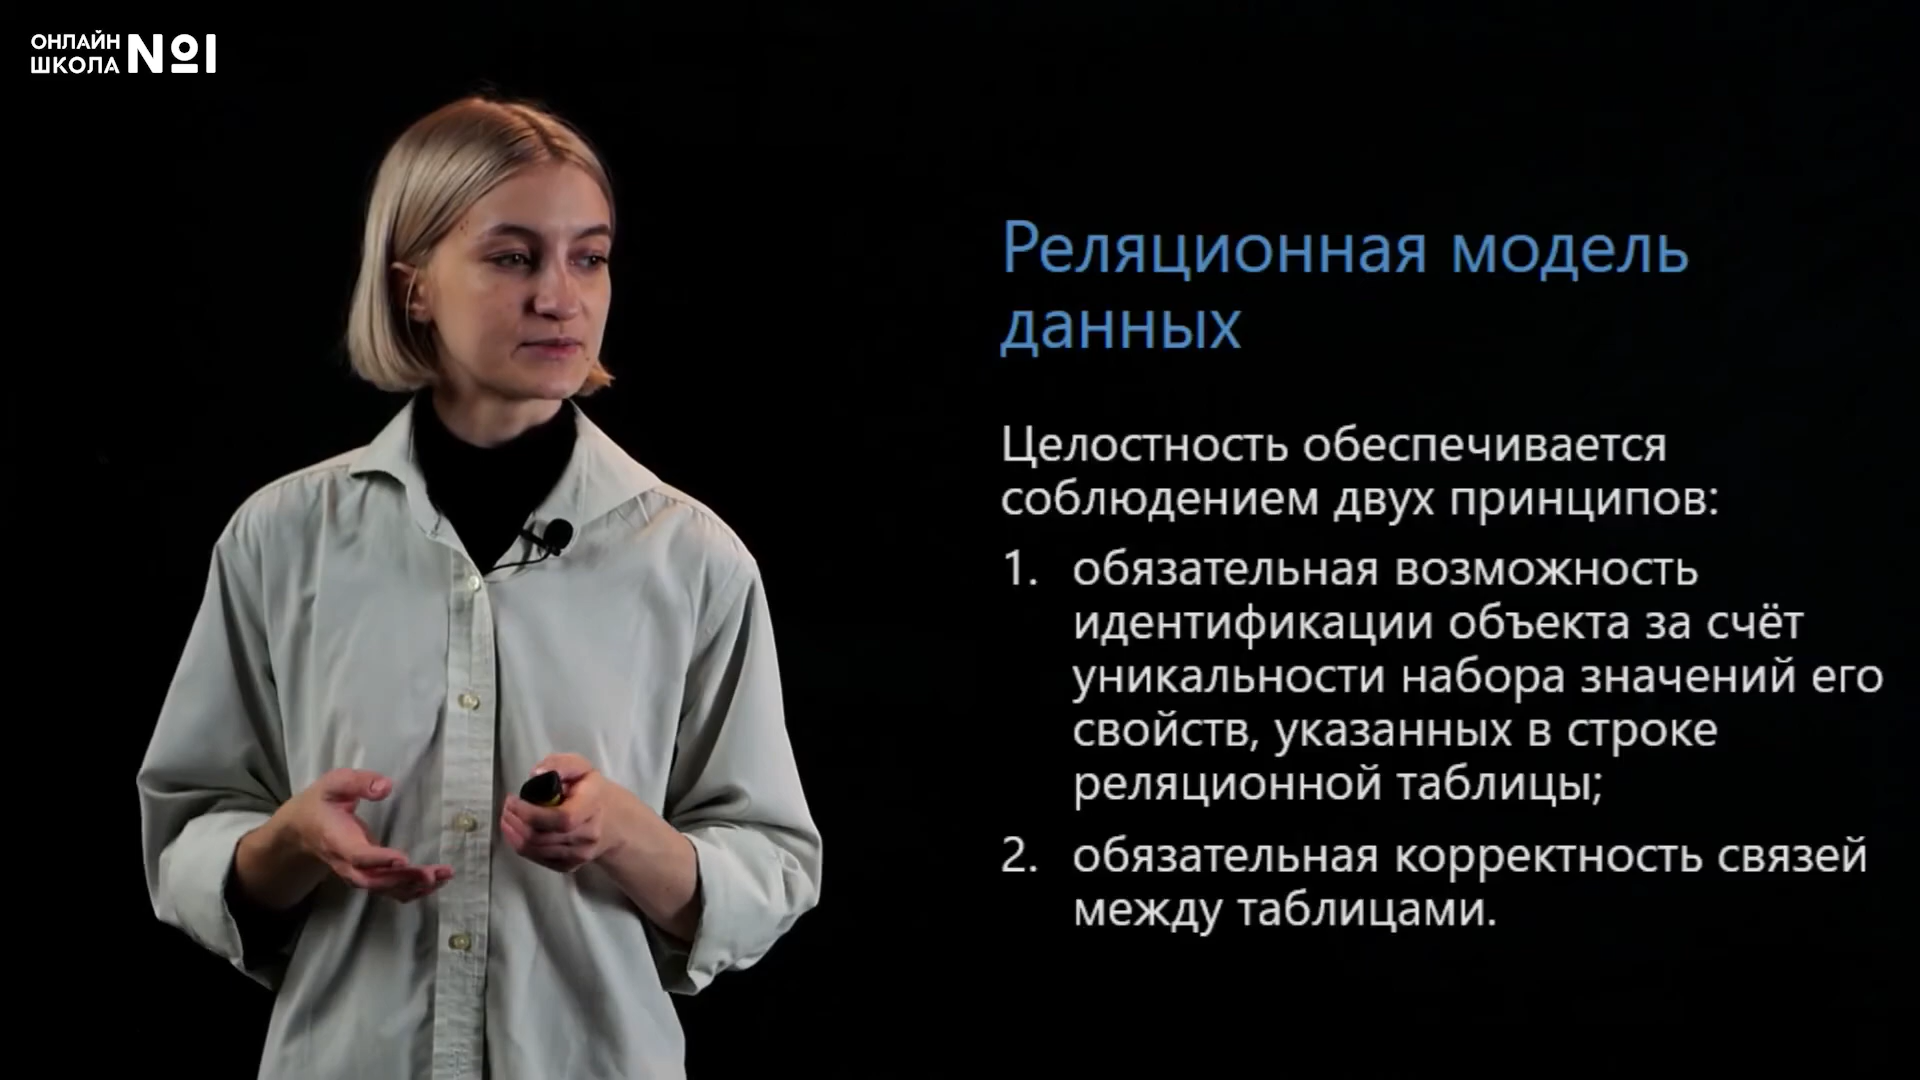 ОНЛАЙН
ШКОЛА №1
Реляционная модель
данных
Целостность обеспечивается
соблюдением двух принципов:
1. обязательная возможность
идентификации объекта за счёт
уникальности набора значений его
свойств, указанных в строке
реляционной таблицы;
2. обязательная корректность связей
между таблицами.